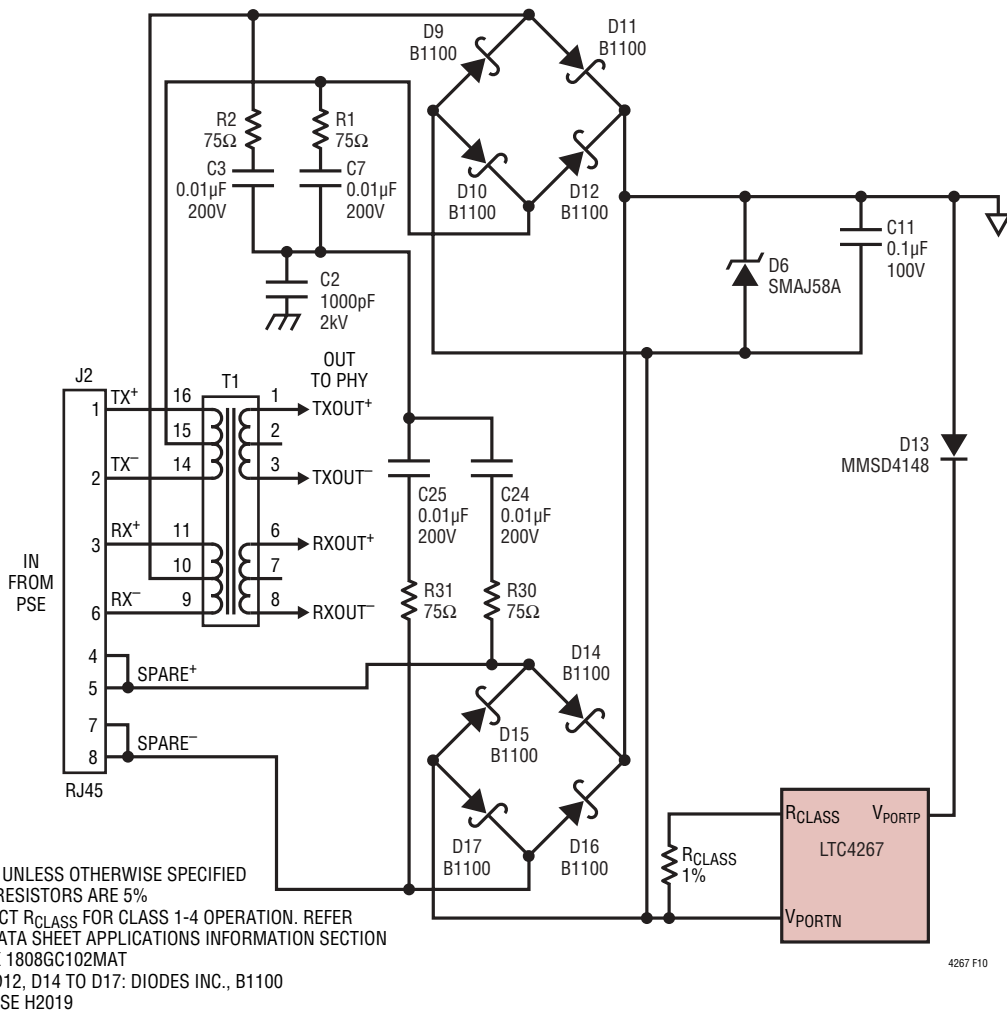 D9
B1100
D11
B1100
R2
75Ω
R1
75Ω
C3
0.01µF
200V
C7
0.01µF
200V
D10
B1100
D12
B1100
C11
0.1µF
100V
D6
SMAJ58A
C2
1000pF
2kV
J2
T1
OUT
TO PHY
1 TX+ 16 1 TXOUT+
15 2
2 TX− 14 3 TXOUT−
3 RX+ 11 6 RXOUT+
10 7
6 RX− 9 8 RXOUT−
IN
FROM
PSE
4
5 SPARE+
7
8 SPARE−
RJ45
D13
MMSD4148
C25
0.01µF
200V
C24
0.01µF
200V
R31
75Ω
R30
75Ω
D14
B1100
D15
B1100
D17
B1100
D16
B1100
RCLASS
1%
RCLASS VPORTP
LTC4267
VPORTN
UNLESS OTHERWISE SPECIFIED
RESISTORS ARE 5%
CT RCLASS FOR CLASS 1-4 OPERATION. REFER
ATA SHEET APPLICATIONS INFORMATION SECTION
1808GC102MAT
D12, D14 TO D17: DIODES INC., B1100
SE H2019
4267 F10